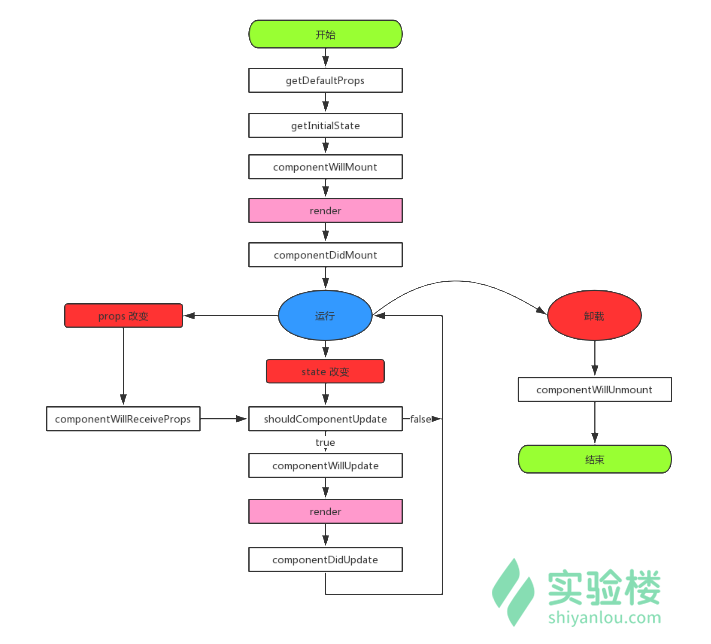 开始
getDefaultProps
getInitialState
componentWillMount
render
componentDidMount
props 改变
运行
卸载
state 改变
componentWillUnmount
componentWillReceiveProps
shouldComponentUpdate
false
true
componentWillUpdate
结束
render
componentDidUpdate
实验楼
shiyanlou.com